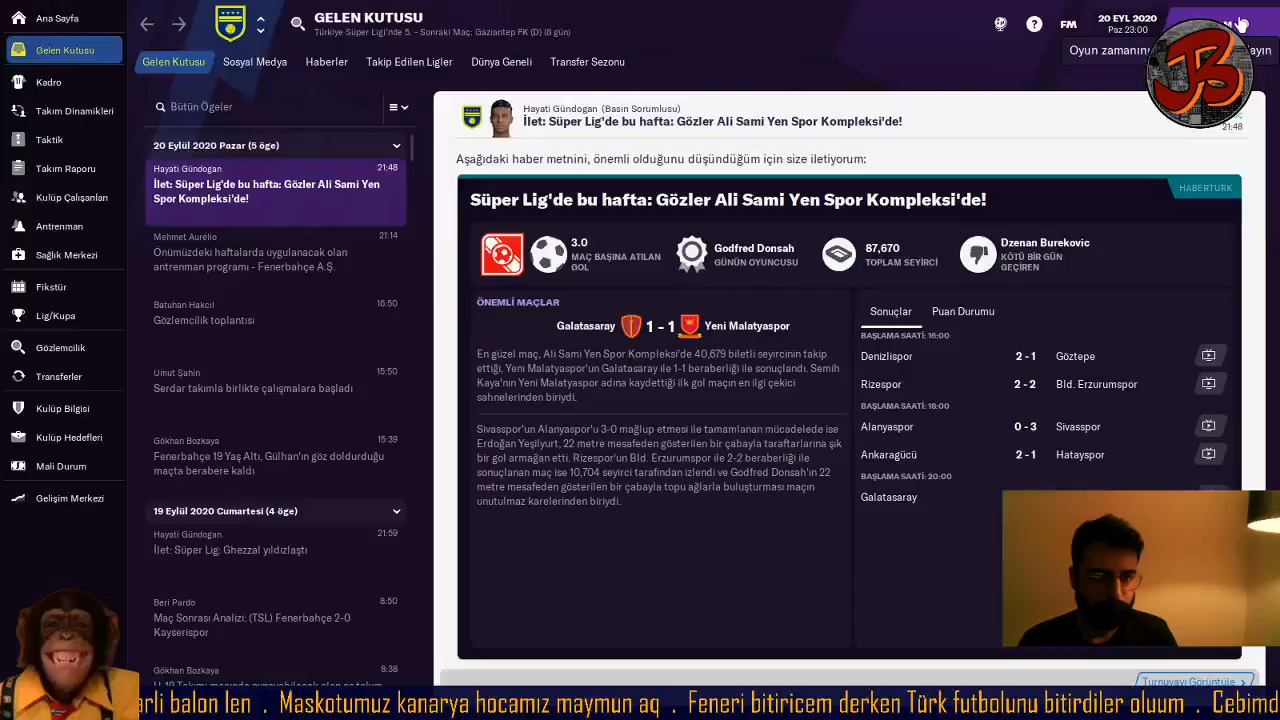 Ana Sayfa
Gelen Kutusu
Kadro
Takım Dinamikleri
Taktik
Takım Raporu
Kulüp Çalışanları
Antrenman
Sağlık Merkezi
Fikstür
Lig/Kupa
Gözlemcilik
Transferler
Kulüp Bilgisi
Kulüp Hedefleri
Mali Durum
Gelişim Merkezi
GELEN KUTUSU
Türkiye Süper Ligi'nde 5. - Sonraki Maç: Gaziantep FK (D) (8 gün)
FM
20 EYL 2020
Paz 23:00
Oyun zamanını
Gelen Kutusu
Sosyal Medya
Haberler
Takip Edilen Ligler
Dünya Geneli
Transfer Sezonu
Bütün Ögeler
20 Eylül 2020 Pazar (5 öge)
Hayati Gündogan 21:48
İlet: Süper Lig'de bu hafta: Gözler Ali Sami Yen
Spor Kompleksi'de!
Mehmet Aurélio 21:14
Önümüzdeki haftalarda uygulanacak olan
antrenman programı - Fenerbahçe A.Ş.
Batuhan Hakcıl 16:50
Gözlemcilik toplantısı
Umut Şahin 15:50
Serdar takımla birlikte çalışmalara başladı
Gökhan Bozkaya 15:39
Fenerbahçe 19 Yaş Altı, Gülhan'ın göz doldurduğu
maçta berabere kaldı
19 Eylül 2020 Cumartesi (4 öge)
Hayati Gündogan 21:59
İlet: Süper Lig: Ghezzal yıldızlaştı
Beri Pardo 8:50
Maç Sonrası Analizi: (TSL) Fenerbahçe 2-0
Kayserispor
Gökhan Bozkaya 8:38
Hayati Gündogan (Basın Sorumlusu)
İlet: Süper Lig'de bu hafta: Gözler Ali Sami Yen Spor Kompleksi'de!
21:48
Aşağıdaki haber metnini, önemli olduğunu düşündüğüm için size iletiyorum:
HABERTURK
Süper Lig'de bu hafta: Gözler Ali Sami Yen Spor Kompleksi'de!
3.0
MAÇ BAŞINA ATILAN
GOL
Godfred Donsah
GÜNÜN OYUNCUSU
87,670
TOPLAM SEYİRCİ
Dzenan Burekovic
KÖTÜ BİR GÜN
GEÇİREN
ÖNEMLİ MAÇLAR
Galatasaray 1 - 1 Yeni Malatyaspor
En güzel maç, Ali Sami Yen Spor Kompleksi'de 40,679 biletli seyircinin takip
ettiği, Yeni Malatyaspor'un Galatasaray ile 1-1 beraberliği ile sonuçlandı. Semih
Kaya'nın Yeni Malatyaspor adına kaydettiği ilk gol maçın en ilgi çekici
sahnelerinden biriydi.
Sivasspor'un Alanyaspor'u 3-0 mağlup etmesi ile tamamlanan mücadelede ise
Erdoğan Yeşilyurt, 22 metre mesafeden gösterilen bir çabayla taraftarlarına şık
bir gol armağan etti. Rizespor'un Bld. Erzurumspor ile 2-2 beraberliği ile
sonuçlanan maç ise 10,704 seyirci tarafından izlendi ve Godfred Donsah'ın 22
metre mesafeden gösterilen bir çabayla topu ağlarla buluşturması maçın
unutulmaz karelerinden biriydi.
Sonuçlar
Puan Durumu
BAŞLAMA SAATİ: 16:00
Denizlispor 2 - 1 Göztepe
Rizespor 2 - 2 Bld. Erzurumspor
BAŞLAMA SAATİ: 18:00
Alanyaspor 0 - 3 Sivasspor
Ankaragücü 2 - 1 Hatayspor
BAŞLAMA SAATİ: 20:00
Galatasaray
Turnuvayı Görüntüle
arli balon len . Maskotumuz kanarya hocamız maymun aq . Feneri bitiricem derken Türk futbolunu bitirdiler oluum . Cebimd